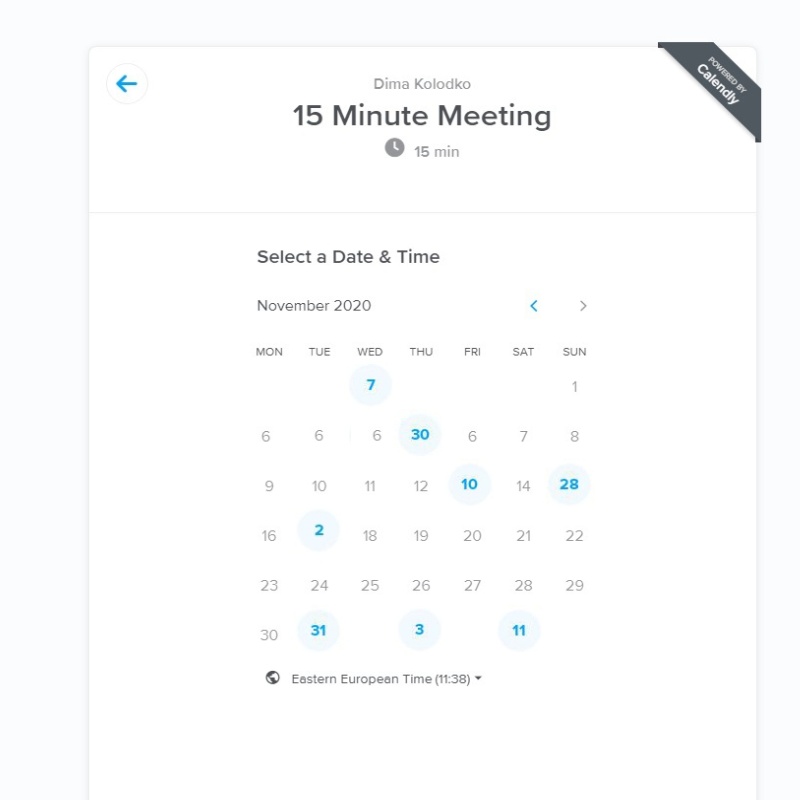 POWERED BY
Calendly
Dima Kolodko
15 Minute Meeting
15 min
Select a Date & Time
November 2020
MON TUE WED THU FRI SAT SUN
7 1
6 6 6 30 6 7 8
9 10 11 12 10 14 28
16 2 18 19 20 21 22
23 24 25 26 27 28 29
30 31 3 11
Eastern European Time (11:38)